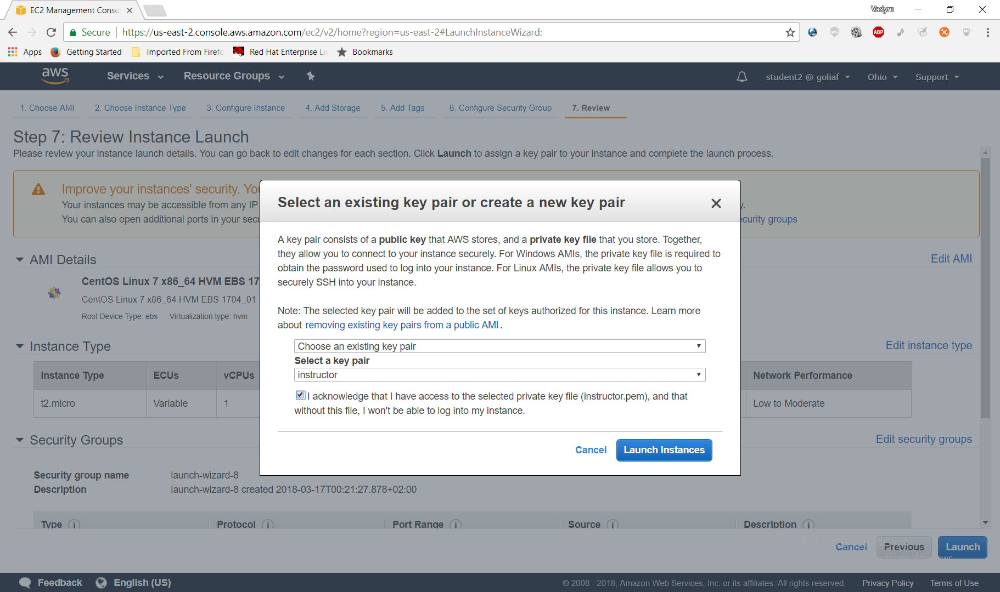 EC2 Management Conso
Vadym
Secure
https://us-east-2.console.aws.amazon.com/ec2/v2/home?region=us-east-2#LaunchInstanceWizard:
ABP
Apps
Getting Started
Imported From Firefo
Red Hat Enterprise Li
Bookmarks
aws
Services
Resource Groups
student2 @ goliaf
Ohio
Support
1. Choose AMI
2. Choose Instance Type
3. Configure Instance
4. Add Storage
5. Add Tags
6. Configure Security Group
7. Review
Step 7: Review Instance Launch
Please review your instance launch details. You can go back to edit changes for each section. Click Launch to assign a key pair to your instance and complete the launch process.
Improve your instances' security. You
Your instances may be accessible from any IP
y.
You can also open additional ports in your secu
ecurity groups
Select an existing key pair or create a new key pair
A key pair consists of a public key that AWS stores, and a private key file that you store. Together,
they allow you to connect to your instance securely. For Windows AMIs, the private key file is required to
obtain the password used to log into your instance. For Linux AMIs, the private key file allows you to
securely SSH into your instance.
Note: The selected key pair will be added to the set of keys authorized for this instance. Learn more
about removing existing key pairs from a public AMI.
Choose an existing key pair
Select a key pair
instructor
I acknowledge that I have access to the selected private key file (instructor.pem), and that
without this file, I won't be able to log into my instance.
Cancel
Launch Instances
AMI Details
Edit AMI
CentOS Linux 7 x86_64 HVM EBS 17
CentOS Linux 7 x86_64 HVM EBS 1704_01
Root Device Type: ebs
Virtualization type: hvm
Instance Type
Edit instance type
Instance Type
ECUs
vCPUs
Network Performance
t2.micro
Variable
1
Low to Moderate
Security Groups
Edit security groups
Security group name
launch-wizard-8
Description
launch-wizard-8 created 2018-03-17T00:21:27.878+02:00
Type
Protocol
Port Range
Source
Description
Cancel
Previous
Launch
Feedback
English (US)
© 2008 - 2018, Amazon Web Services, Inc. or its affiliates. All rights reserved.
Privacy Policy
Terms of Use